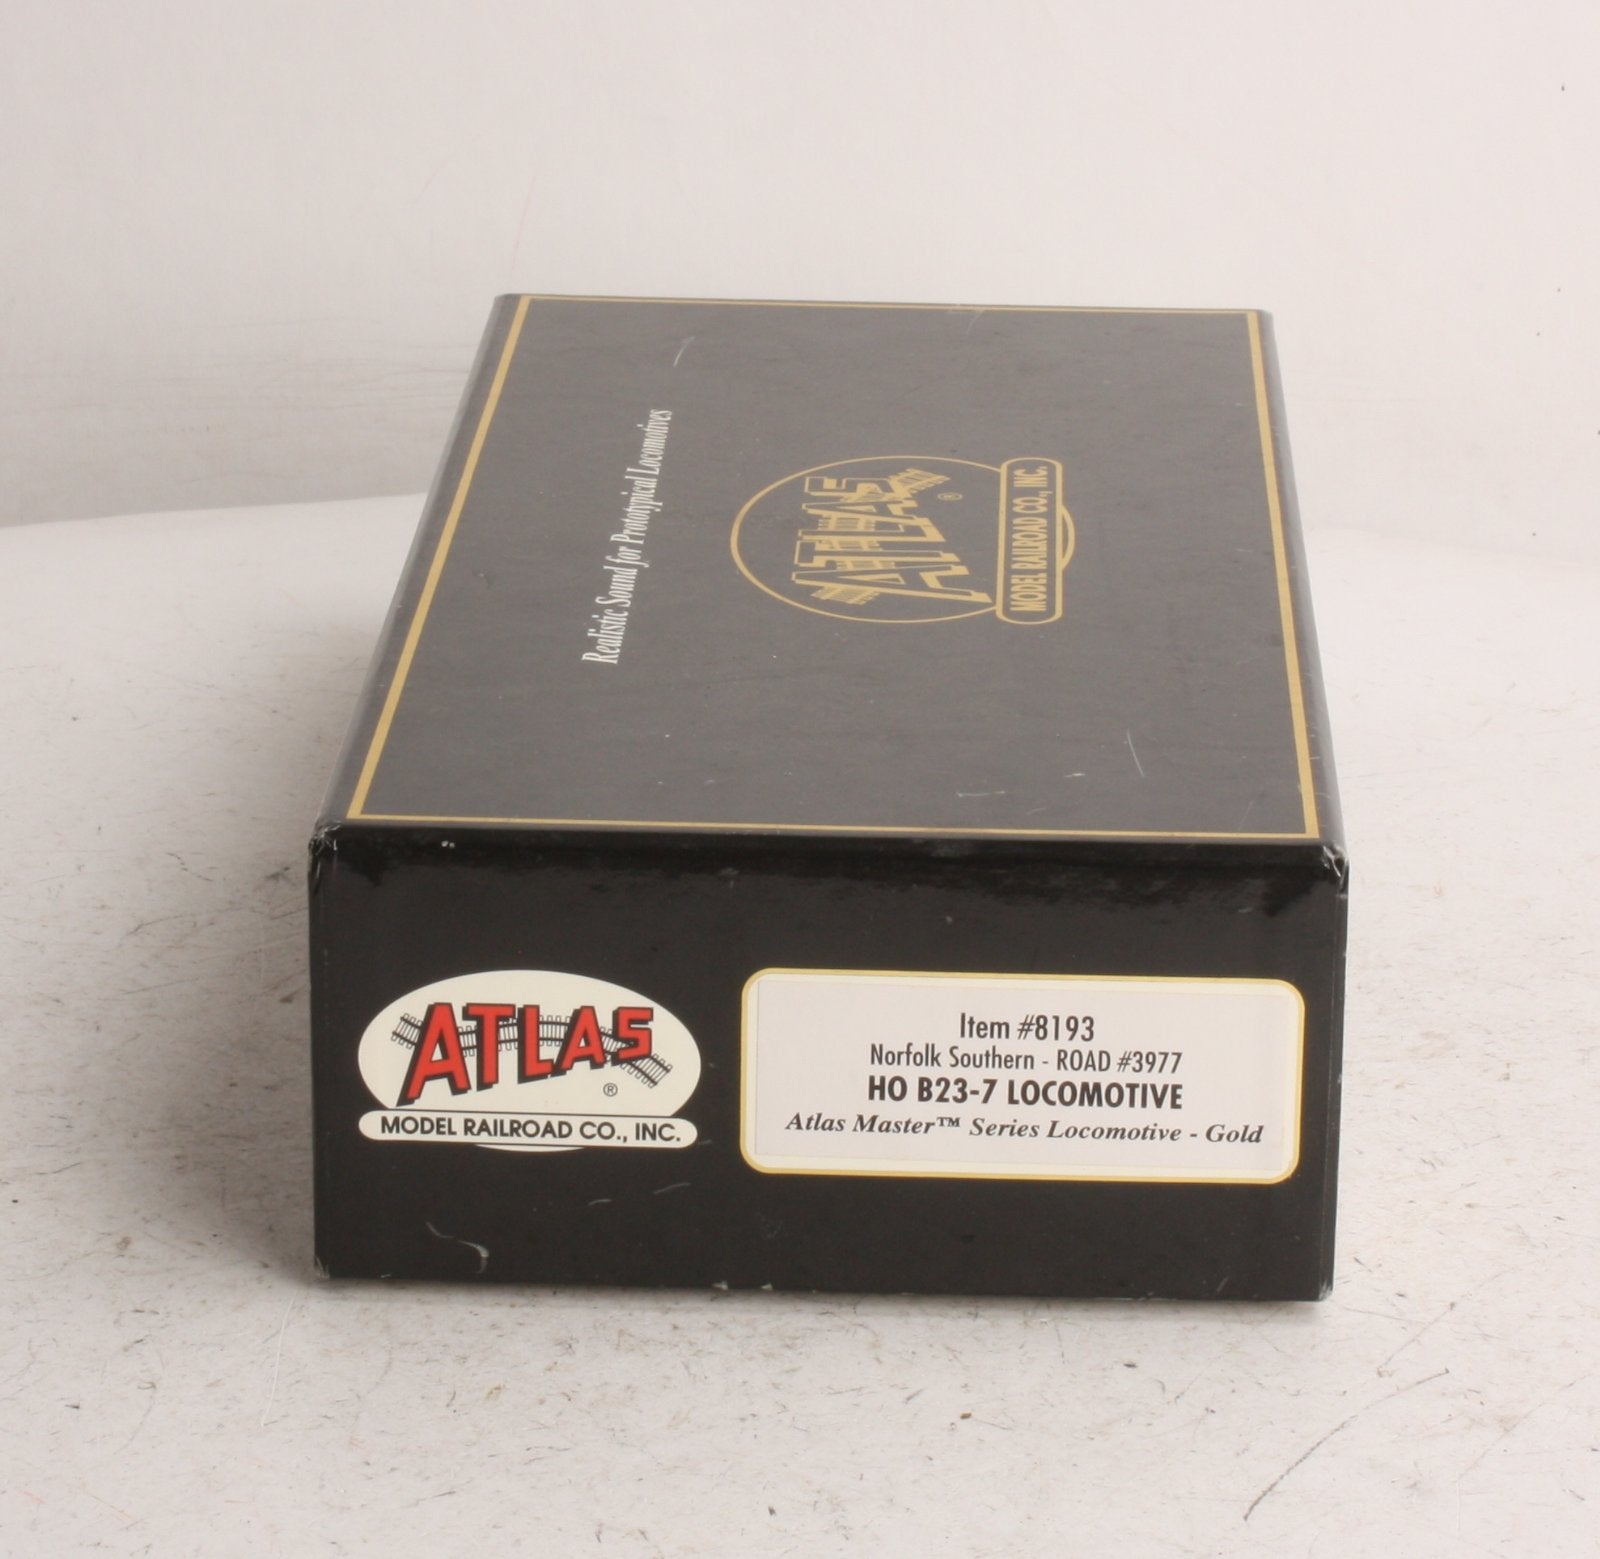 Realistic Sound for Prototypical Locomotives
ATLAS®
MODEL RAILROAD CO., INC.
ATLAS®
MODEL RAILROAD CO., INC.
Item #8193
Norfolk Southern - ROAD #3977
HO B23-7 LOCOMOTIVE
Atlas Master™ Series Locomotive - Gold